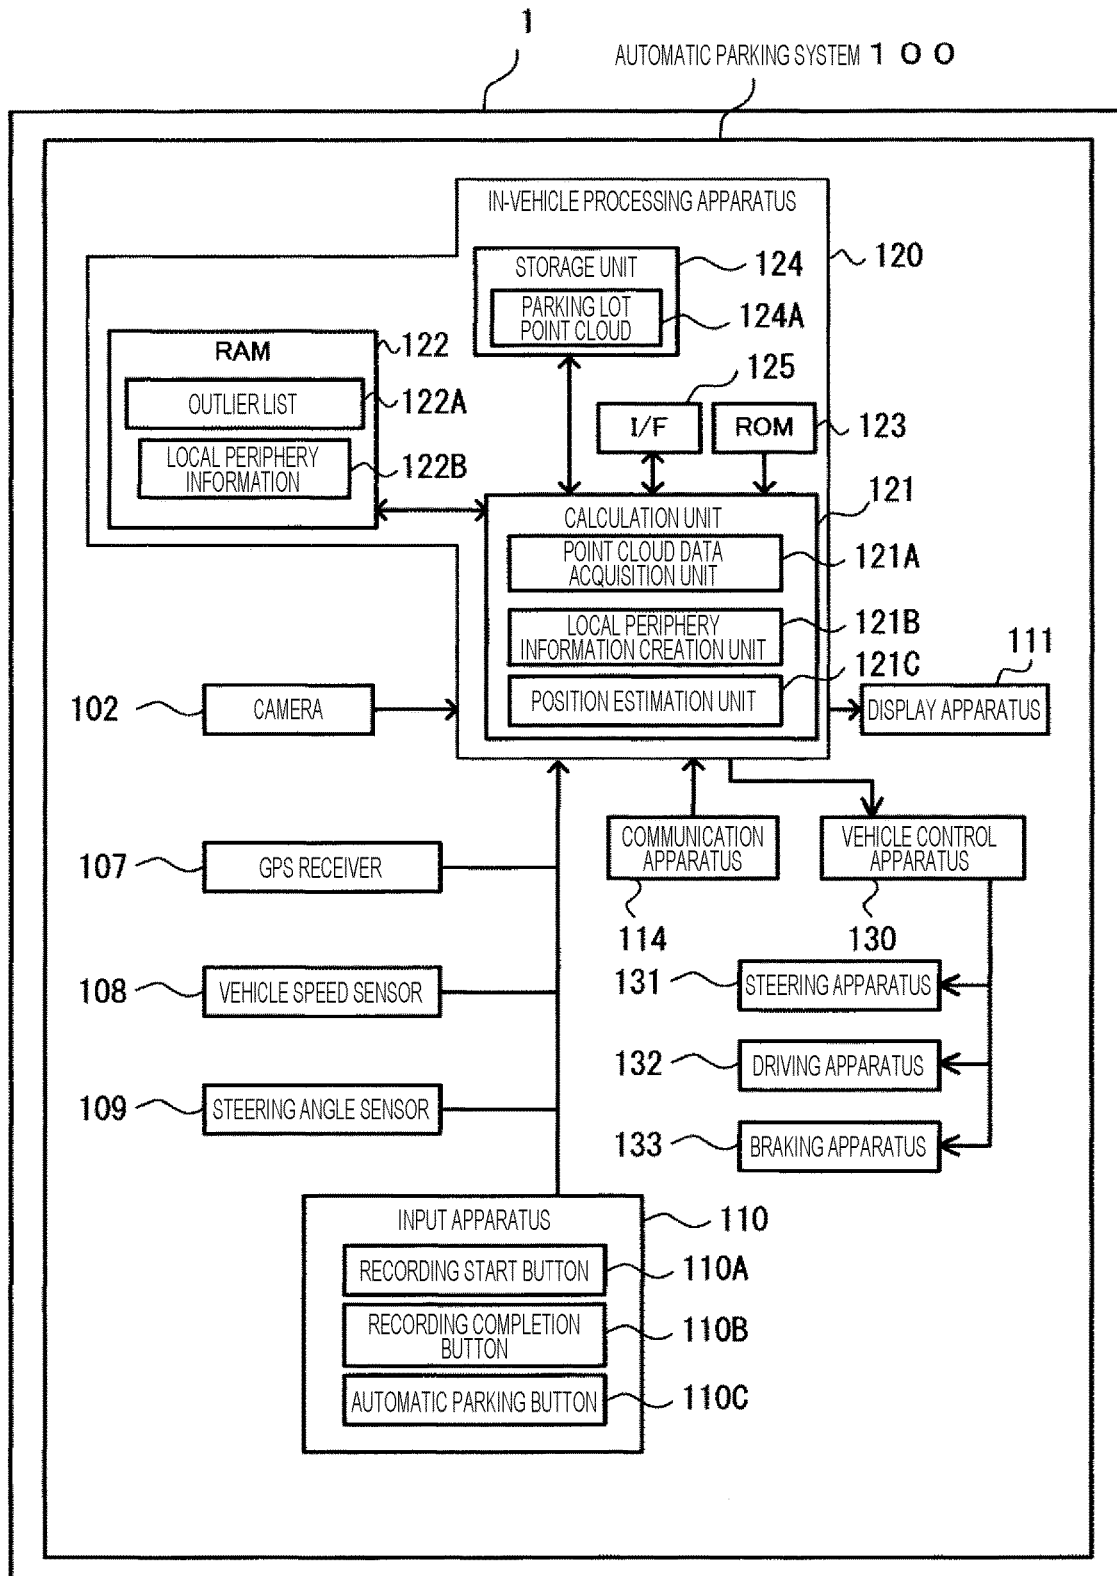 1
AUTOMATIC PARKING SYSTEM 100
IN-VEHICLE PROCESSING APPARATUS
120
STORAGE UNIT
124
PARKING LOT
POINT CLOUD
124A
RAM
122
OUTLIER LIST
122A
LOCAL PERIPHERY
INFORMATION
122B
125
I/F
ROM
123
CALCULATION UNIT
121
POINT CLOUD DATA
ACQUISITION UNIT
121A
LOCAL PERIPHERY
INFORMATION CREATION UNIT
121B
POSITION ESTIMATION UNIT
121C
102
CAMERA
111
DISPLAY APPARATUS
107
GPS RECEIVER
COMMUNICATION
APPARATUS
114
VEHICLE CONTROL
APPARATUS
130
108
VEHICLE SPEED SENSOR
131
STEERING APPARATUS
132
DRIVING APPARATUS
109
STEERING ANGLE SENSOR
133
BRAKING APPARATUS
INPUT APPARATUS
110
RECORDING START BUTTON
110A
RECORDING COMPLETION
BUTTON
110B
AUTOMATIC PARKING BUTTON
110C